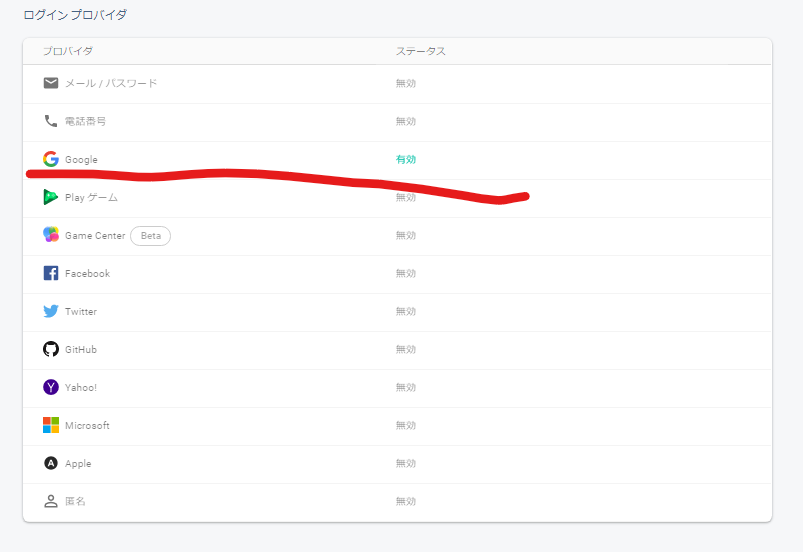 ログイン プロバイダ
プロバイダ ステータス
メール / パスワード 無効
電話番号 無効
Google 有効
Play ゲーム 無効
Game Center Beta 無効
Facebook 無効
Twitter 無効
GitHub 無効
Yahoo! 無効
Microsoft 無効
Apple 無効
匿名 無効